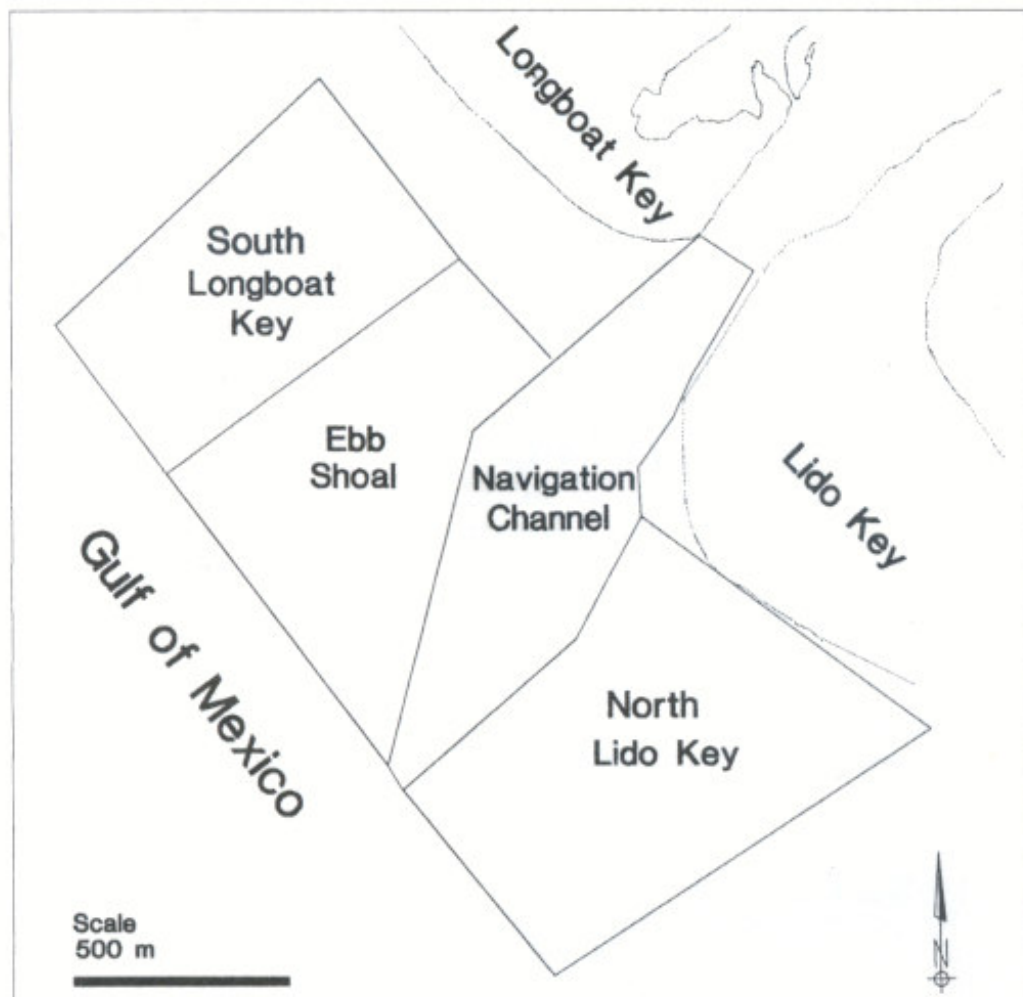 Longboat Key
South
Longboat
Key
Ebb
Shoal
Navigation
Channel
Lido Key
Gulf of Mexico
North
Lido Key
Scale
500 m
N